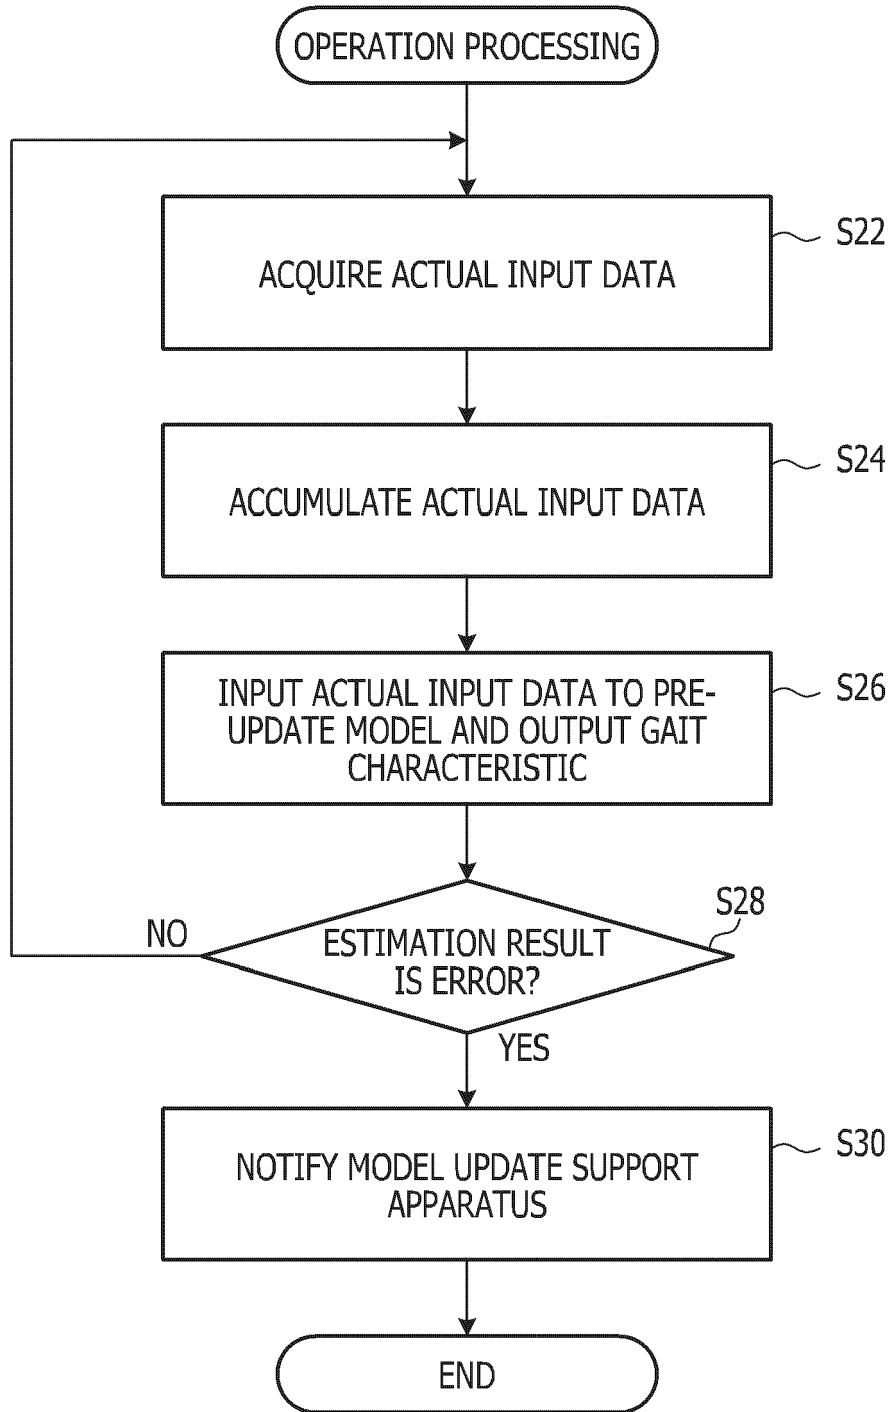 OPERATION PROCESSING
S22
ACQUIRE ACTUAL INPUT DATA
S24
ACCUMULATE ACTUAL INPUT DATA
S26
INPUT ACTUAL INPUT DATA TO PRE-
UPDATE MODEL AND OUTPUT GAIT
CHARACTERISTIC
S28
NO
ESTIMATION RESULT
IS ERROR?
YES
S30
NOTIFY MODEL UPDATE SUPPORT
APPARATUS
END